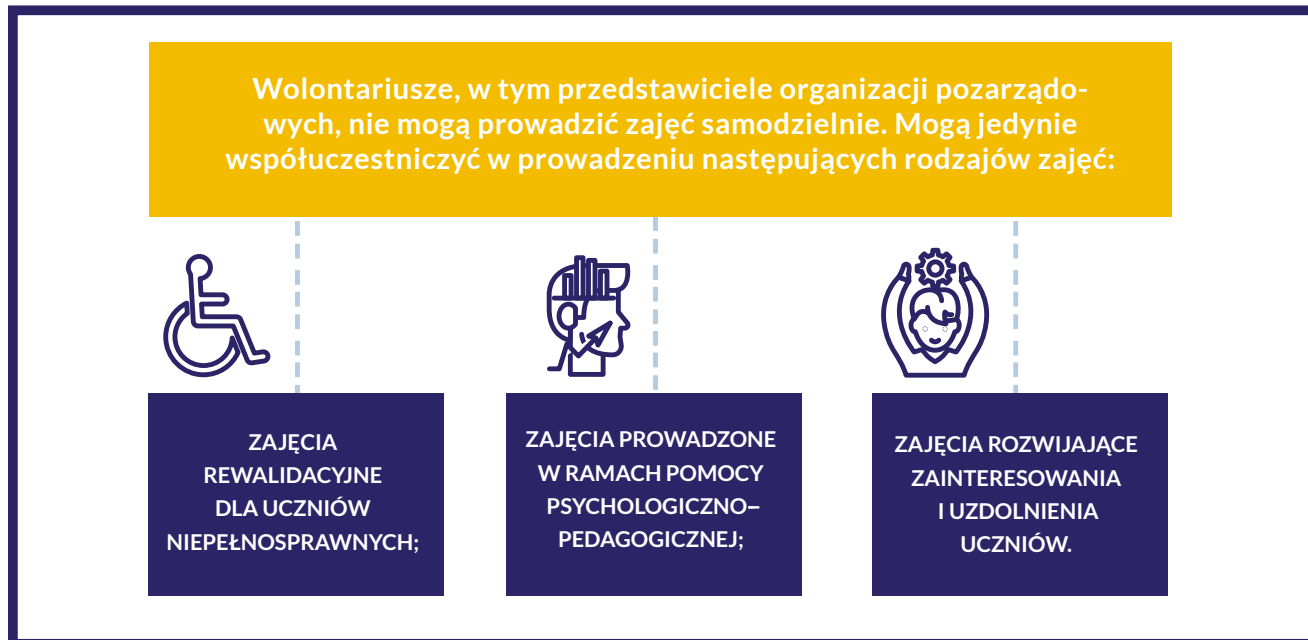 Wolontariusze, w tym przedstawiciele organizacji pozarządo-
wych, nie mogą prowadzić zajęć samodzielnie. Mogą jedynie
współuczestniczyć w prowadzeniu następujących rodzajów zajęć:
ZAJĘCIA
REWALIDACYJNE
DLA UCZNIÓW
NIEPEŁNOSPRAWNYCH;
ZAJĘCIA PROWADZONE
W RAMACH POMOCY
PSYCHOLOGICZNO–
PEDAGOGICZNEJ;
ZAJĘCIA ROZWIJAJĄCE
ZAINTERESOWANIA
I UZDOLNIENIA
UCZNIÓW.